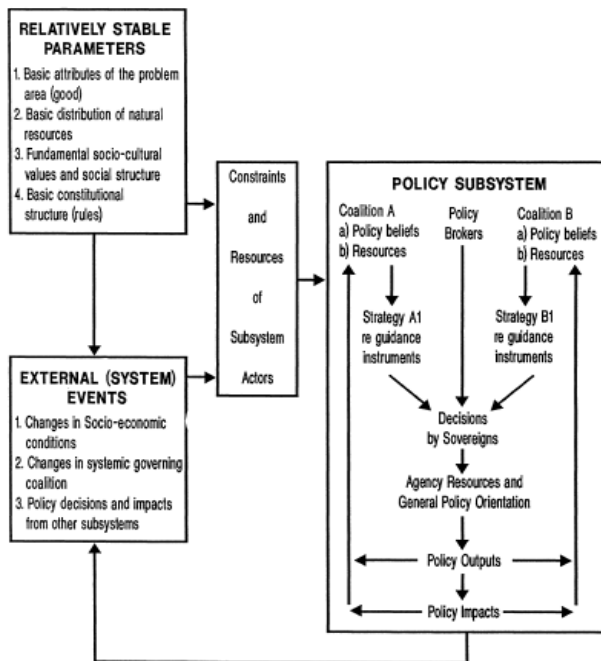 RELATIVELY STABLE
PARAMETERS
1. Basic attributes of the problem
area (good)
2. Basic distribution of natural
resources
3. Fundamental socio-cultural
values and social structure
4. Basic constitutional
structure (rules)
EXTERNAL (SYSTEM)
EVENTS
1. Changes in Socio-economic
conditions
2. Changes in systemic governing
coalition
3. Policy decisions and impacts
from other subsystems
Constraints
and
Resources
of
Subsystem
Actors
POLICY SUBSYSTEM
Coalition A
a) Policy beliefs
b) Resources
Policy
Brokers
Coalition B
a) Policy beliefs
b) Resources
Strategy A1
re guidance
instruments
Strategy B1
re guidance
instruments
Decisions
by Sovereigns
Agency Resources and
General Policy Orientation
Policy Outputs
Policy Impacts